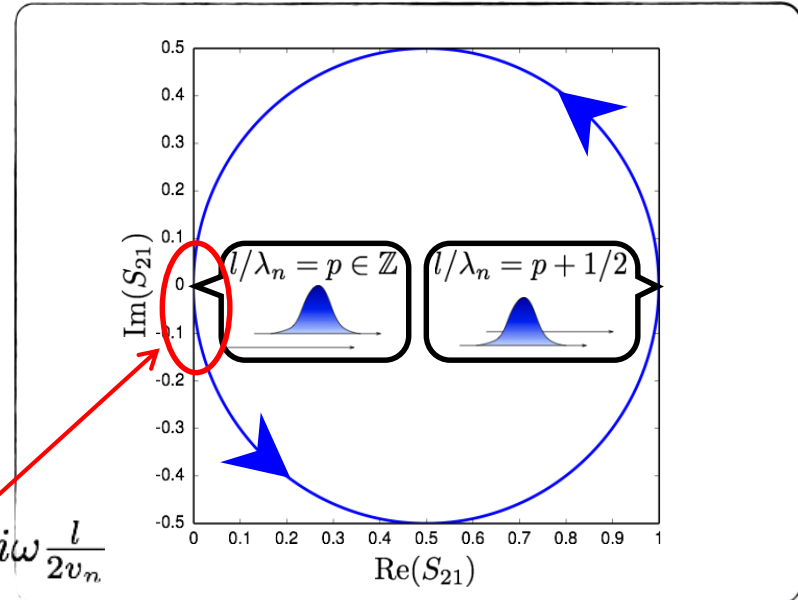 0.5
0.4
0.3
0.2
0.1
0
-0.1
-0.2
-0.3
-0.4
-0.5
Im(S₂₁)
l/λₙ = p ∈ ℤ
l/λₙ = p + 1/2
0 0.1 0.2 0.3 0.4 0.5 0.6 0.7 0.8 0.9 1
Re(S₂₁)
iω l/2vₙ